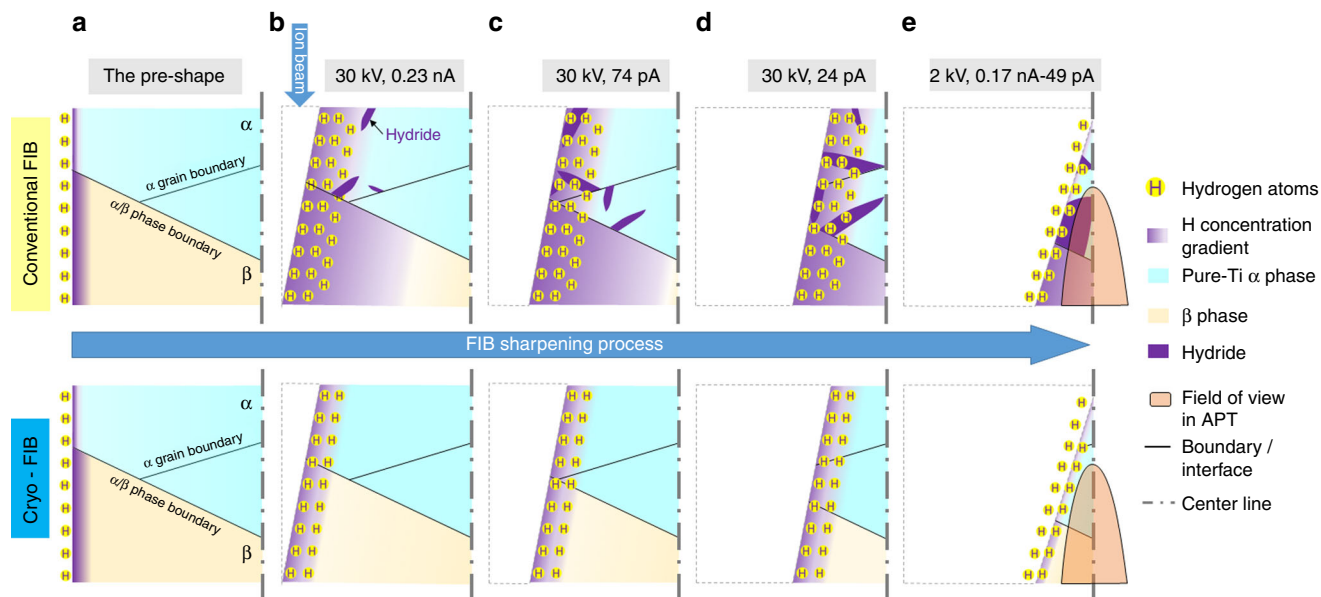 a
b
c
d
e
Ion beam
The pre-shape
30 kV, 0.23 nA
30 kV, 74 pA
30 kV, 24 pA
2 kV, 0.17 nA-49 pA
Conventional FIB
α
α grain boundary
α/β phase boundary
β
Hydride
H
Hydrogen atoms
H concentration
gradient
Pure-Ti α phase
β phase
Hydride
Field of view
in APT
Boundary /
interface
Center line
FIB sharpening process
Cryo - FIB
α
α grain boundary
α/β phase boundary
β